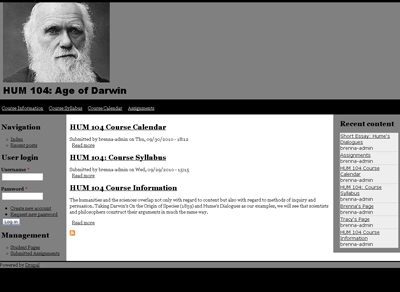 HUM 104: Age of Darwin
Course Information Course Syllabus Course Calendar Assignments
Navigation
Index
Recent posts
User login
Username *
Password *
Create new account
Request new password
Log in
Management
Student Pages
Submitted Assignments
HUM 104 Course Calendar
Submitted by brenna-admin on Thu, 09/30/2010 - 18:12
Read more
HUM 104: Course Syllabus
Submitted by brenna-admin on Wed, 09/29/2010 - 13:15
Read more
HUM 104 Course Information
The humanities and the sciences overlap not only with regard to content but also with regard to methods of inquiry and
persuasion. Taking Darwin's On the Origin of Species (1859) and Hume's Dialogues as our examples, we will see that scientists
and philosophers construct their arguments in much the same way.
Read more
Recent content
Short Essay: Hume's
Dialogues
brenna-admin
Assignments
brenna-admin
HUM 104 Course
Calendar
brenna-admin
HUM 104: Course
Syllabus
brenna-admin
Brenna's Page
brenna-admin
Tracy's Page
brenna-admin
HUM 104 Course
Information
brenna-admin
Powered by Drupal